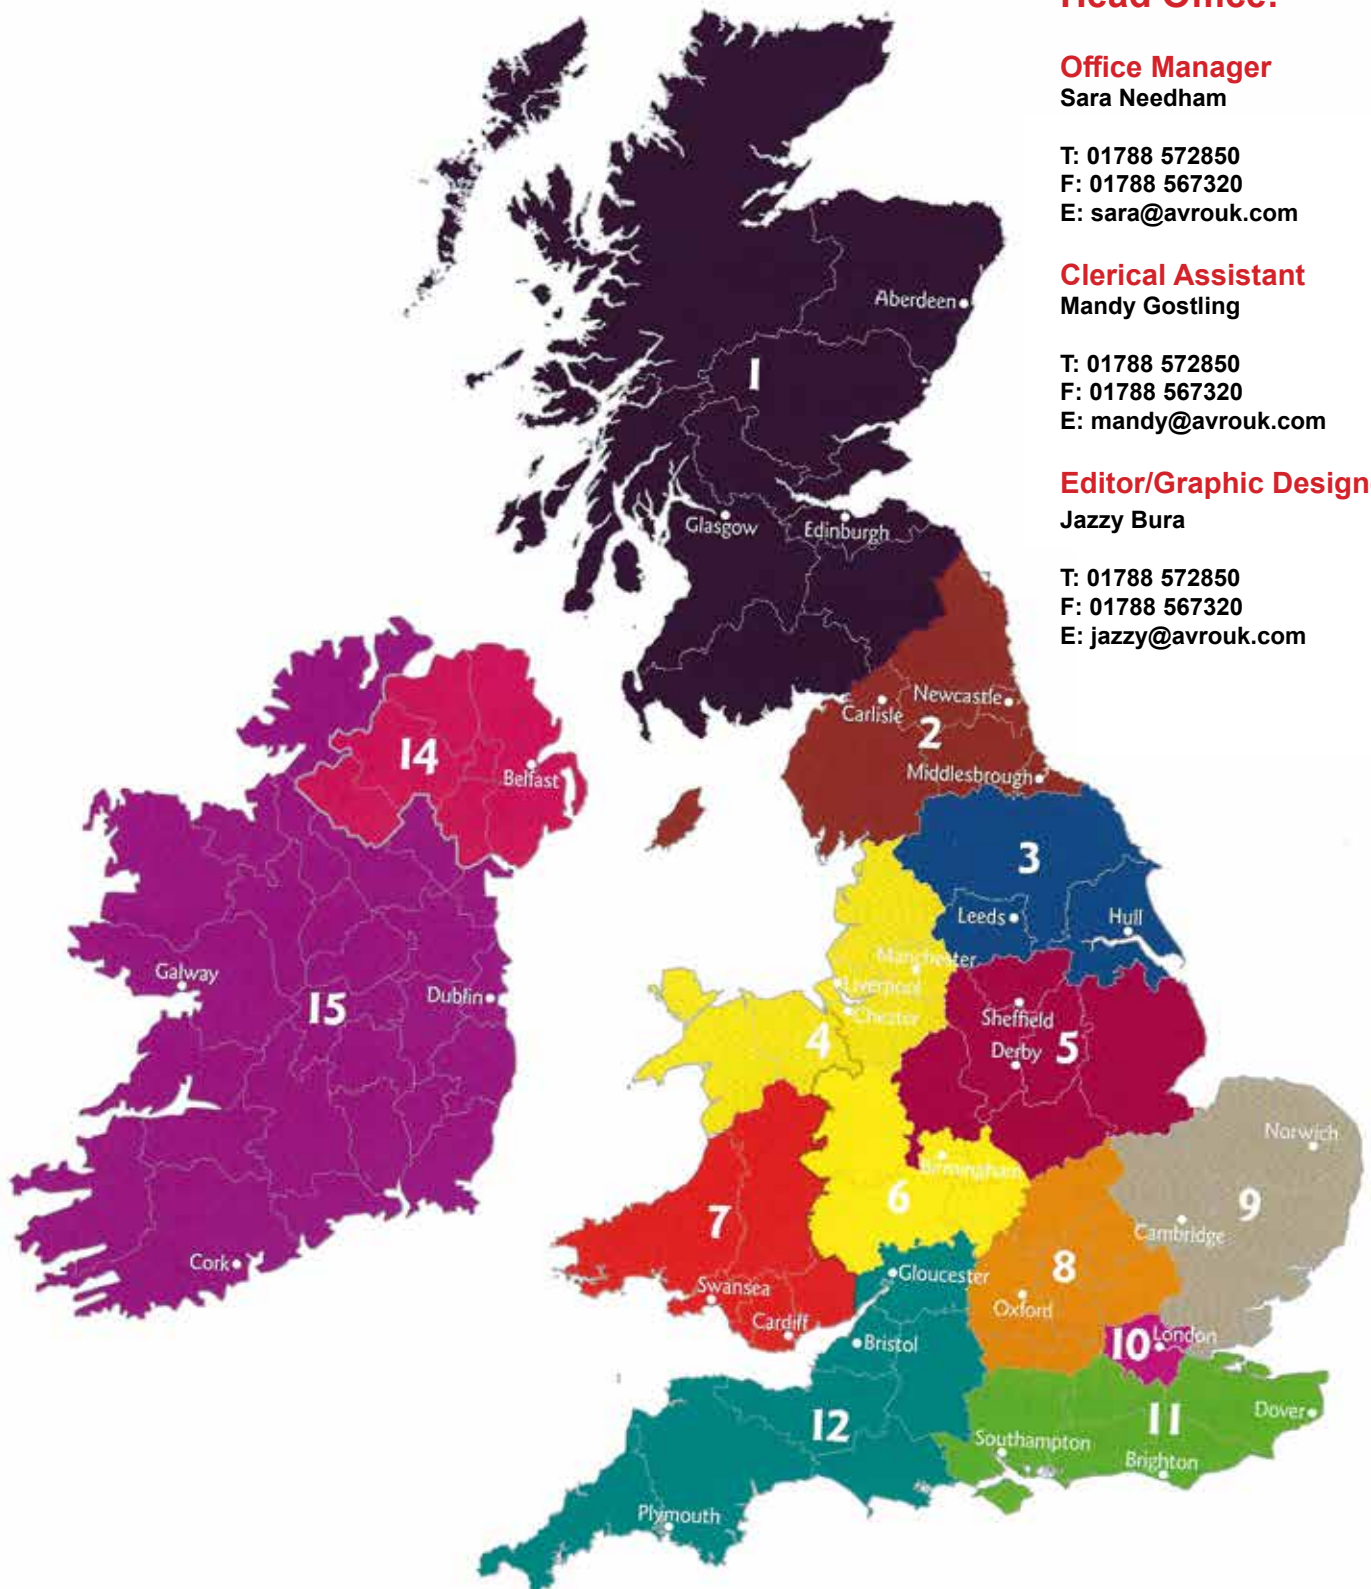 Head Office:
Office Manager
Sara Needham
T: 01788 572850
F: 01788 567320
E: sara@avrouk.com
Clerical Assistant
Mandy Gostling
T: 01788 572850
F: 01788 567320
E: mandy@avrouk.com
Editor/Graphic Design
Jazzy Bura
T: 01788 572850
F: 01788 567320
E: jazzy@avrouk.com
Aberdeen
1
Glasgow
Edinburgh
Newcastle
Carlisle
2
Middlesbrough
14
Belfast
3
Leeds
Hull
Manchester
Liverpool
Chester
4
Galway
Dublin
15
Sheffield
Derby
5
Norwich
Birmingham
6
9
Cambridge
7
Cork
Swansea
Cardiff
Gloucester
8
Oxford
Bristol
10
London
12
11
Dover
Southampton
Brighton
Plymouth